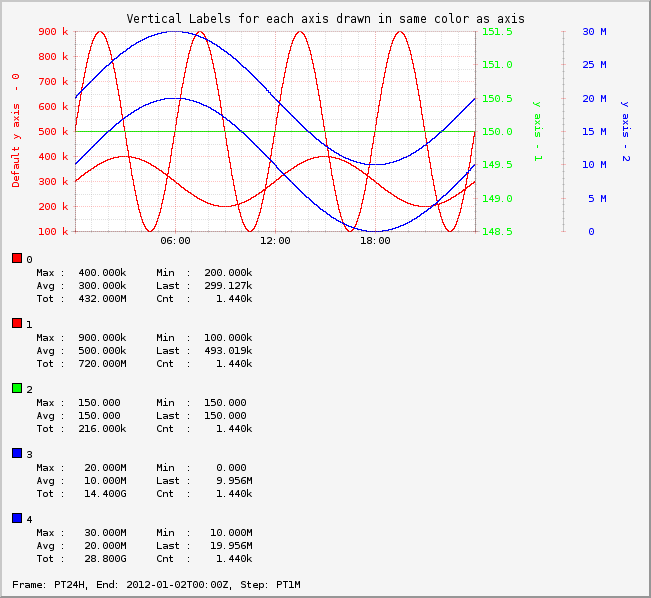 Vertical Labels for each axis drawn in same color as axis
Default y axis - 0
900 k
800 k
700 k
600 k
500 k
400 k
300 k
200 k
100 k
151.5
151.0
150.5
150.0
149.5
149.0
148.5
y axis - 1
30 M
25 M
20 M
15 M
10 M
5 M
0
y axis - 2
06:00 12:00 18:00
0
Max : 400.000k Min : 200.000k
Avg : 300.000k Last : 299.127k
Tot : 432.000M Cnt : 1.440k
1
Max : 900.000k Min : 100.000k
Avg : 500.000k Last : 493.019k
Tot : 720.000M Cnt : 1.440k
2
Max : 150.000 Min : 150.000
Avg : 150.000 Last : 150.000
Tot : 216.000k Cnt : 1.440k
3
Max : 20.000M Min : 0.000
Avg : 10.000M Last : 9.956M
Tot : 14.400G Cnt : 1.440k
4
Max : 30.000M Min : 10.000M
Avg : 20.000M Last : 19.956M
Tot : 28.800G Cnt : 1.440k
Frame: PT24H, End: 2012-01-02T00:00Z, Step: PT1M